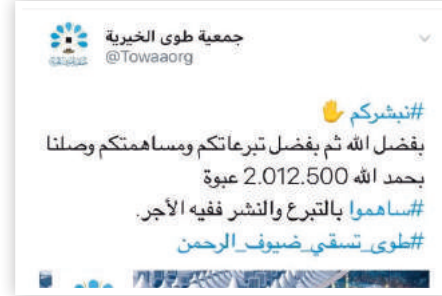 جمعية طوى الخيرية
@Towaaorg
#نبشركم
بفضل الله ثم بفضل تبرعاتكم ومساهمتكم وصلنا
بحمد الله 2.012.500 عبوة
#ساهموا بالتبرع والنشر ففيه الأجر.
#طوى_تسقي_ضيوف_الرحمن